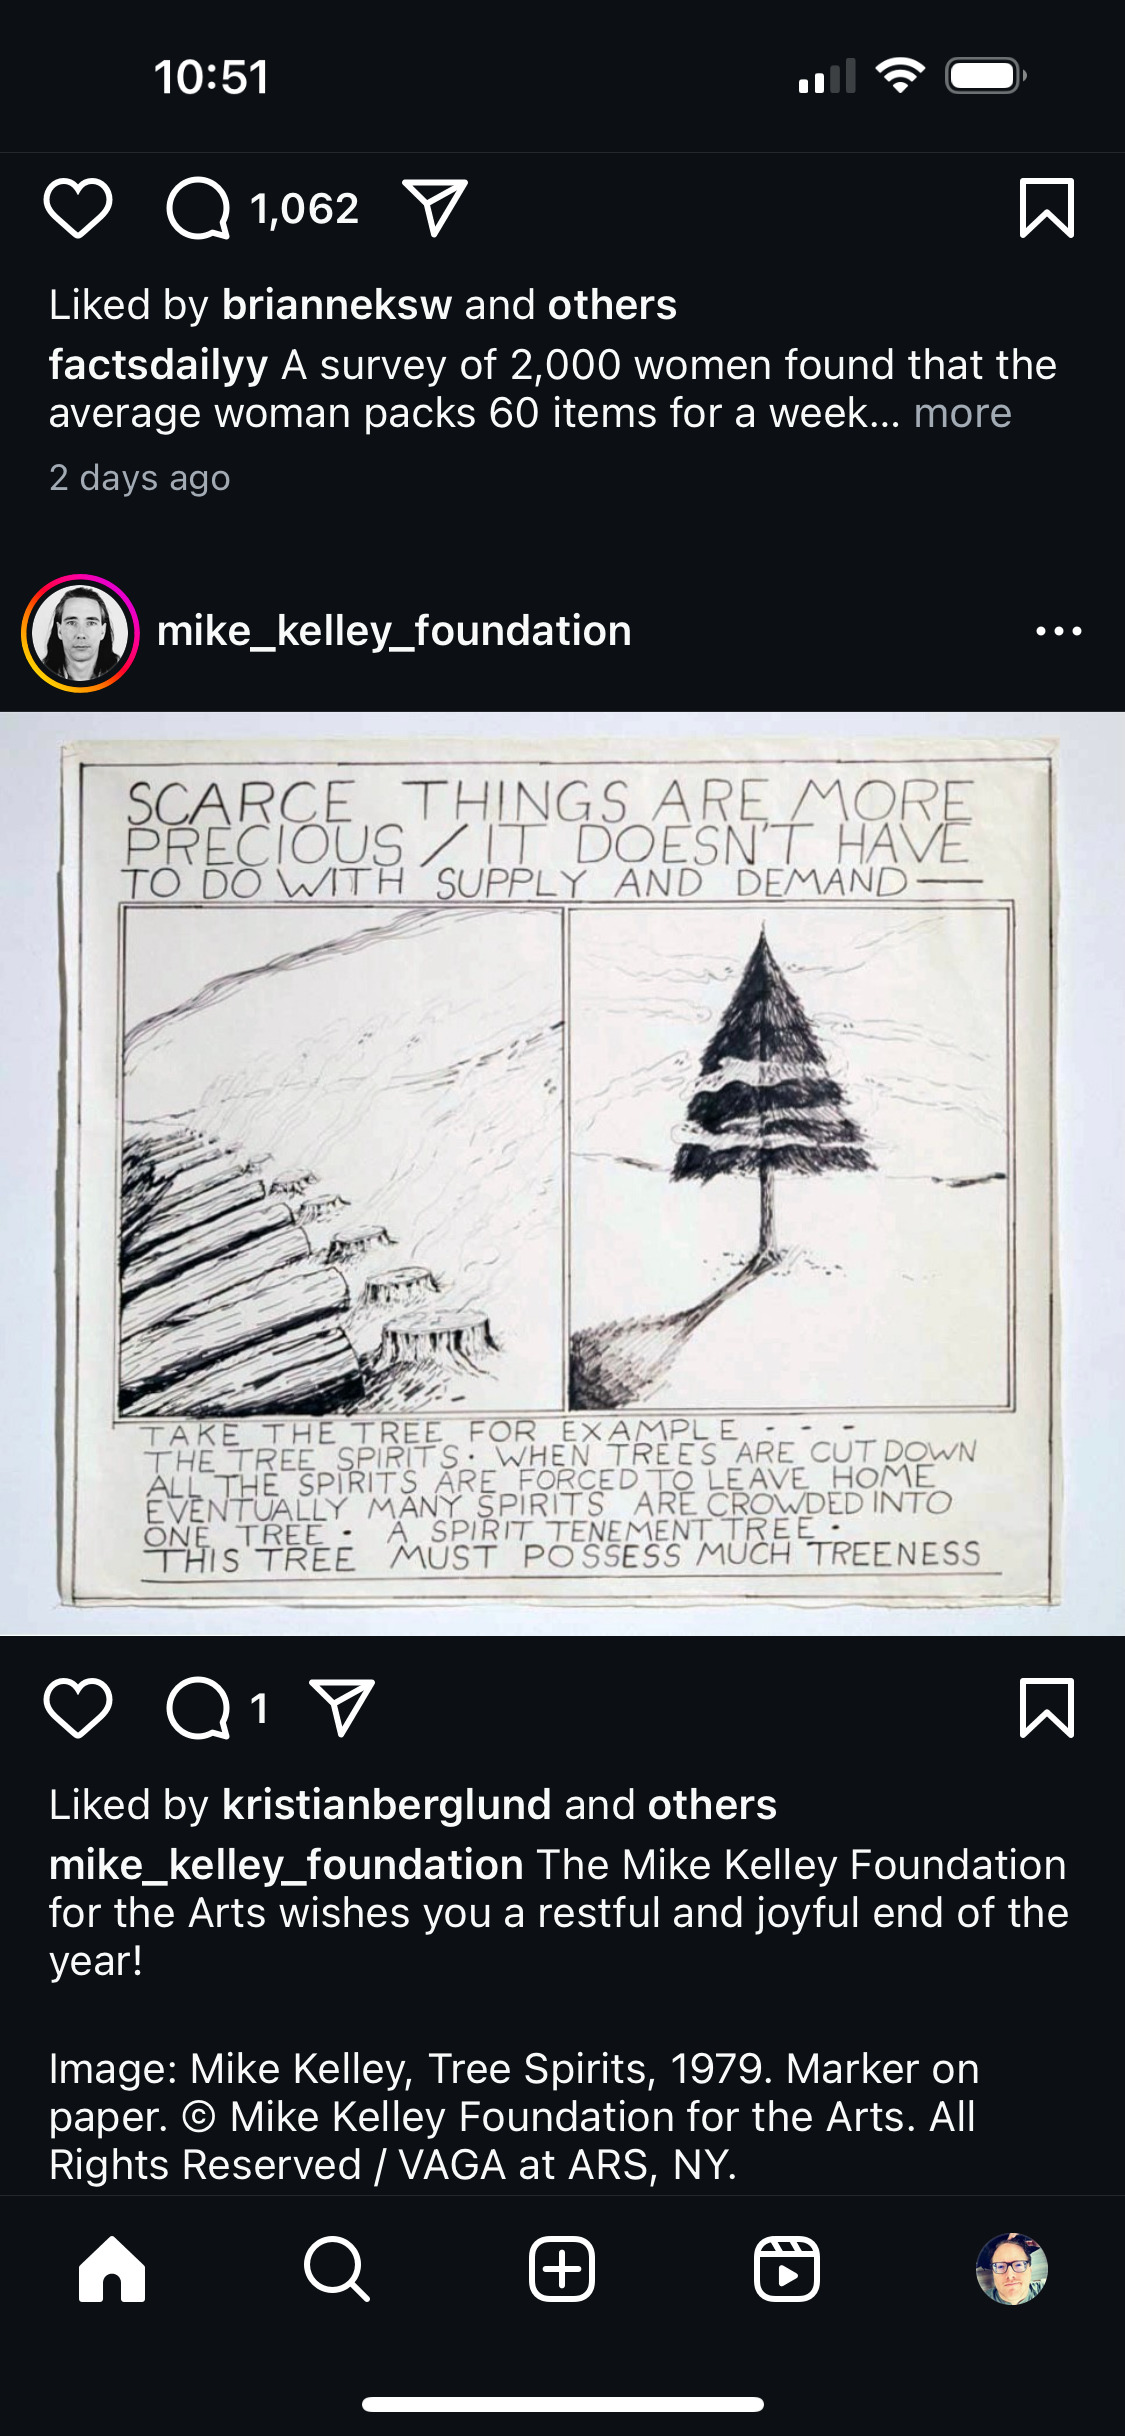 10:51
1,062
Liked by brianneksw and others
factsdailyy A survey of 2,000 women found that the
average woman packs 60 items for a week... more
2 days ago
mike_kelley_foundation
SCARCE THINGS ARE MORE
PRECIOUS / IT DOESN'T HAVE
TO DO WITH SUPPLY AND DEMAND—
TAKE THE TREE FOR EXAMPLE - - -
THE TREE SPIRITS · WHEN TREES ARE CUT DOWN
ALL THE SPIRITS ARE FORCED TO LEAVE HOME
EVENTUALLY MANY SPIRITS ARE CROWDED INTO
ONE TREE · A SPIRIT TENEMENT TREE ·
THIS TREE MUST POSSESS MUCH TREENESS
1
Liked by kristianberglund and others
mike_kelley_foundation The Mike Kelley Foundation
for the Arts wishes you a restful and joyful end of the
year!
Image: Mike Kelley, Tree Spirits, 1979. Marker on
paper. © Mike Kelley Foundation for the Arts. All
Rights Reserved / VAGA at ARS, NY.